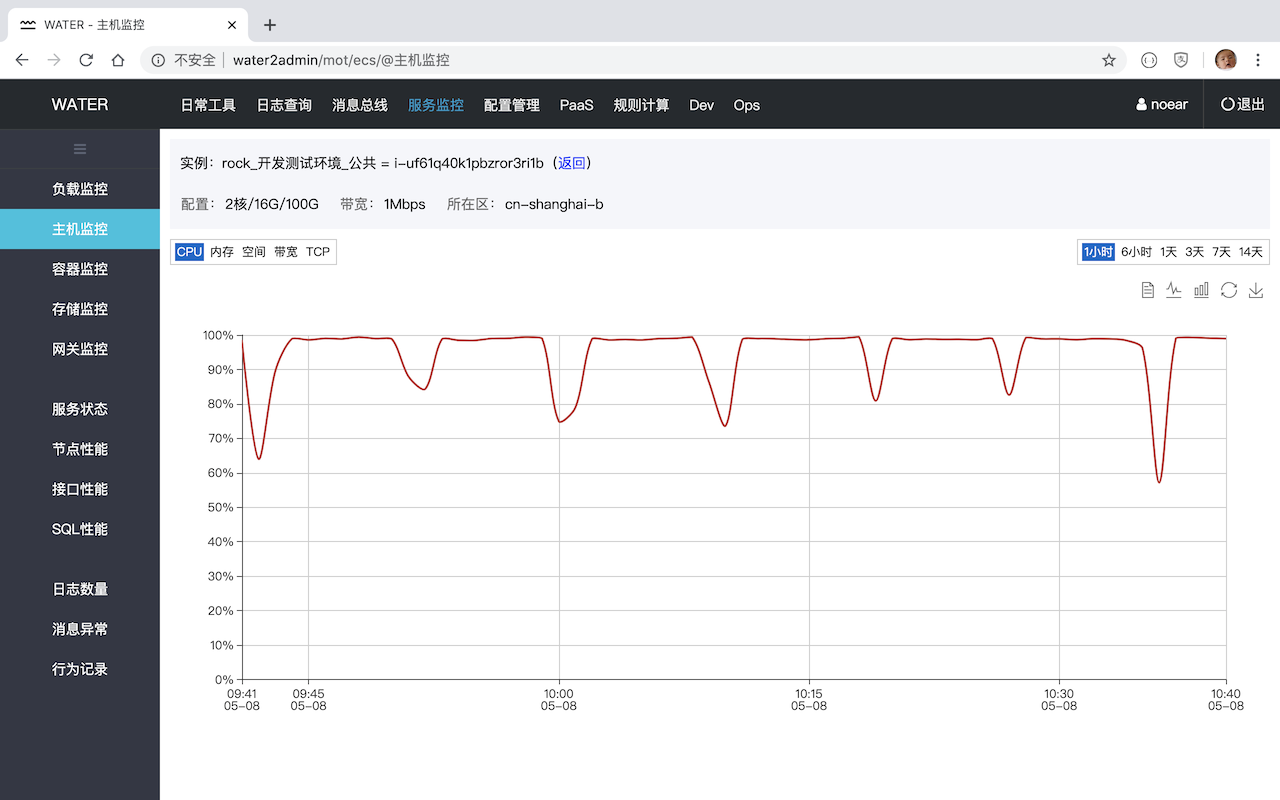 WATER - 主机监控
不安全 water2admin/mot/ecs/@主机监控
WATER 日常工具 日志查询 消息总线 服务监控 配置管理 PaaS 规则计算 Dev Ops noear 退出
负载监控
主机监控
容器监控
存储监控
网关监控
服务状态
节点性能
接口性能
SQL性能
日志数量
消息异常
行为记录
实例：rock_开发测试环境_公共 = i-uf61q40k1pbzror3ri1b（返回）
配置： 2核/16G/100G 带宽： 1Mbps 所在区： cn-shanghai-b
CPU 内存 空间 带宽 TCP 1小时 6小时 1天 3天 7天 14天
100%
90%
80%
70%
60%
50%
40%
30%
20%
10%
0%
09:41 09:45 10:00 10:15 10:30 10:40
05-08 05-08 05-08 05-08 05-08 05-08